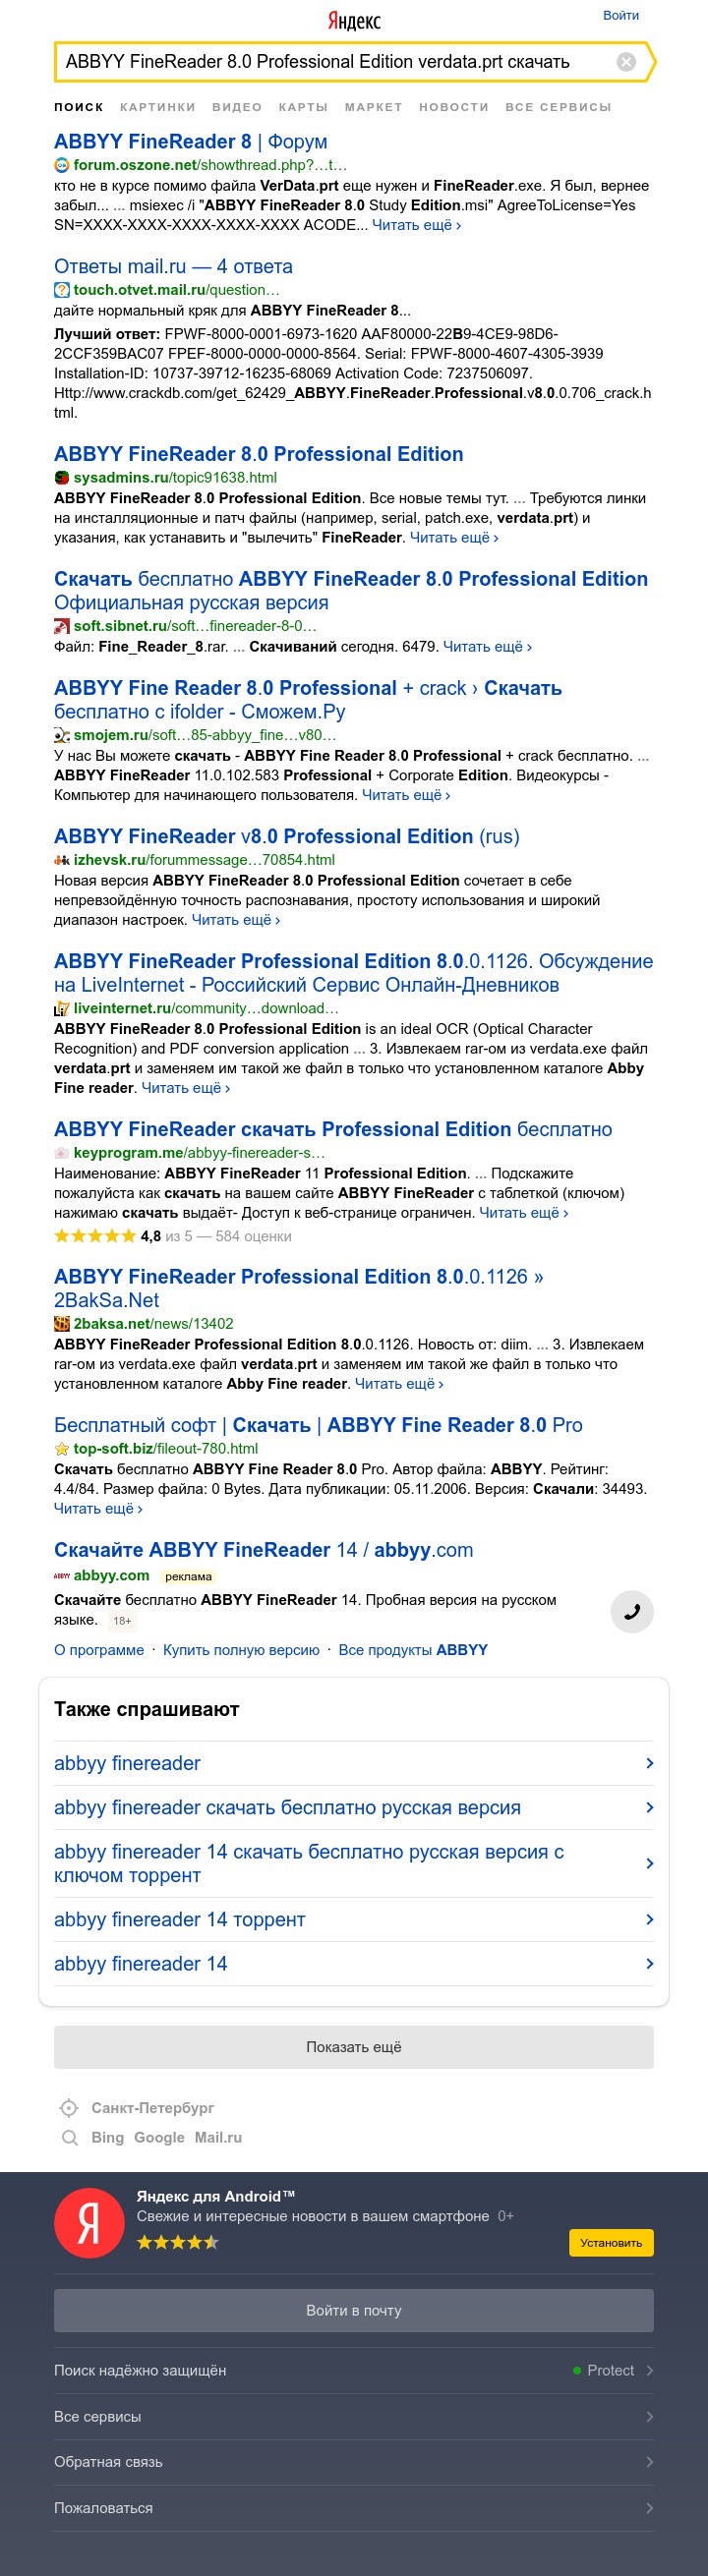 Яндекс
Войти
ABBYY FineReader 8.0 Professional Edition verdata.prt скачать
ПОИСК КАРТИНКИ ВИДЕО КАРТЫ МАРКЕТ НОВОСТИ ВСЕ СЕРВИСЫ
ABBYY FineReader 8 | Форум
forum.oszone.net/showthread.php?…t…
кто не в курсе помимо файла VerData.prt еще нужен и FineReader.exe. Я был, вернее
забыл... ... msiexec /i "ABBYY FineReader 8.0 Study Edition.msi" AgreeToLicense=Yes
SN=XXXX-XXXX-XXXX-XXXX-XXXX ACODE... Читать ещё ›
Ответы mail.ru — 4 ответа
touch.otvet.mail.ru/question…
дайте нормальный кряк для ABBYY FineReader 8...
Лучший ответ: FPWF-8000-0001-6973-1620 AAF80000-22B9-4CE9-98D6-
2CCF359BAC07 FPEF-8000-0000-0000-8564. Serial: FPWF-8000-4607-4305-3939
Installation-ID: 10737-39712-16235-68069 Activation Code: 7237506097.
Http://www.crackdb.com/get_62429_ABBYY.FineReader.Professional.v8.0.0.706_crack.h
tml.
ABBYY FineReader 8.0 Professional Edition
sysadmins.ru/topic91638.html
ABBYY FineReader 8.0 Professional Edition. Все новые темы тут. ... Требуются линки
на инсталляционные и патч файлы (например, serial, patch.exe, verdata.prt) и
указания, как устанавить и "вылечить" FineReader. Читать ещё ›
Скачать бесплатно ABBYY FineReader 8.0 Professional Edition
Официальная русская версия
soft.sibnet.ru/soft…finereader-8-0…
Файл: Fine_Reader_8.rar. ... Скачиваний сегодня. 6479. Читать ещё ›
ABBYY Fine Reader 8.0 Professional + crack › Скачать
бесплатно с ifolder - Сможем.Ру
smojem.ru/soft…85-abbyy_fine…v80…
У нас Вы можете скачать - ABBYY Fine Reader 8.0 Professional + crack бесплатно. ...
ABBYY FineReader 11.0.102.583 Professional + Corporate Edition. Видеокурсы -
Компьютер для начинающего пользователя. Читать ещё ›
ABBYY FineReader v8.0 Professional Edition (rus)
izhevsk.ru/forummessage…70854.html
Новая версия ABBYY FineReader 8.0 Professional Edition сочетает в себе
непревзойдённую точность распознавания, простоту использования и широкий
диапазон настроек. Читать ещё ›
ABBYY FineReader Professional Edition 8.0.0.1126. Обсуждение
на LiveInternet - Российский Сервис Онлайн-Дневников
liveinternet.ru/community…download…
ABBYY FineReader 8.0 Professional Edition is an ideal OCR (Optical Character
Recognition) and PDF conversion application ... 3. Извлекаем rar-ом из verdata.exe файл
verdata.prt и заменяем им такой же файл в только что установленном каталоге Abby
Fine reader. Читать ещё ›
ABBYY FineReader скачать Professional Edition бесплатно
keyprogram.me/abbyy-finereader-s…
Наименование: ABBYY FineReader 11 Professional Edition. ... Подскажите
пожалуйста как скачать на вашем сайте ABBYY FineReader с таблеткой (ключом)
нажимаю скачать выдаёт- Доступ к веб-странице ограничен. Читать ещё ›
4,8 из 5 — 584 оценки
ABBYY FineReader Professional Edition 8.0.0.1126 »
2BakSa.Net
2baksa.net/news/13402
ABBYY FineReader Professional Edition 8.0.0.1126. Новость от: diim. ... 3. Извлекаем
rar-ом из verdata.exe файл verdata.prt и заменяем им такой же файл в только что
установленном каталоге Abby Fine reader. Читать ещё ›
Бесплатный софт | Скачать | ABBYY Fine Reader 8.0 Pro
top-soft.biz/fileout-780.html
Скачать бесплатно ABBYY Fine Reader 8.0 Pro. Автор файла: ABBYY. Рейтинг:
4.4/84. Размер файла: 0 Bytes. Дата публикации: 05.11.2006. Версия: Скачали: 34493.
Читать ещё ›
Скачайте ABBYY FineReader 14 / abbyy.com
ABBYY abbyy.com реклама
Скачайте бесплатно ABBYY FineReader 14. Пробная версия на русском
языке. 18+
О программе · Купить полную версию · Все продукты ABBYY
Также спрашивают
abbyy finereader
abbyy finereader скачать бесплатно русская версия
abbyy finereader 14 скачать бесплатно русская версия с
ключом торрент
abbyy finereader 14 торрент
abbyy finereader 14
Показать ещё
Санкт-Петербург
Bing Google Mail.ru
Я
Яндекс для Android™
Свежие и интересные новости в вашем смартфоне 0+
Установить
Войти в почту
Поиск надёжно защищён Protect
Все сервисы
Обратная связь
Пожаловаться